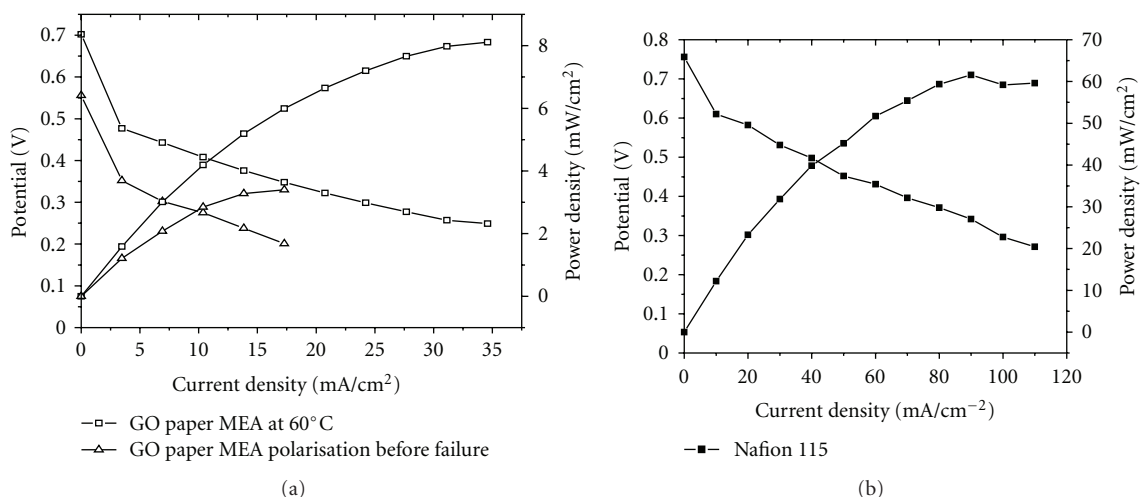 0.7
0.6
0.5
0.4
0.3
0.2
0.1
0
Potential (V)
8
6
4
2
0
Power density (mW/cm²)
0 5 10 15 20 25 30 35
Current density (mA/cm²)
GO paper MEA at 60°C
GO paper MEA polarisation before failure
(a)
0.8
0.7
0.6
0.5
0.4
0.3
0.2
0.1
0
Potential (V)
70
60
50
40
30
20
10
0
Power density (mW/cm²)
0 20 40 60 80 100 120
Current density (mA/cm⁻²)
Nafion 115
(b)